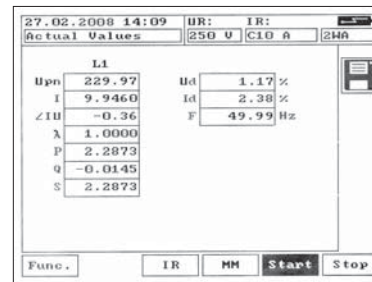 27.02.2008 14:09 UR: IR:
Actual Values 250 V C10 A 2WA
L1
Upn 229.97 Ud 1.17 %
I 9.9460 Id 2.38 %
∠IU -0.36 F 49.99 Hz
λ 1.0000
P 2.2873
Q -0.0145
S 2.2873
Func. IR MM Start Stop